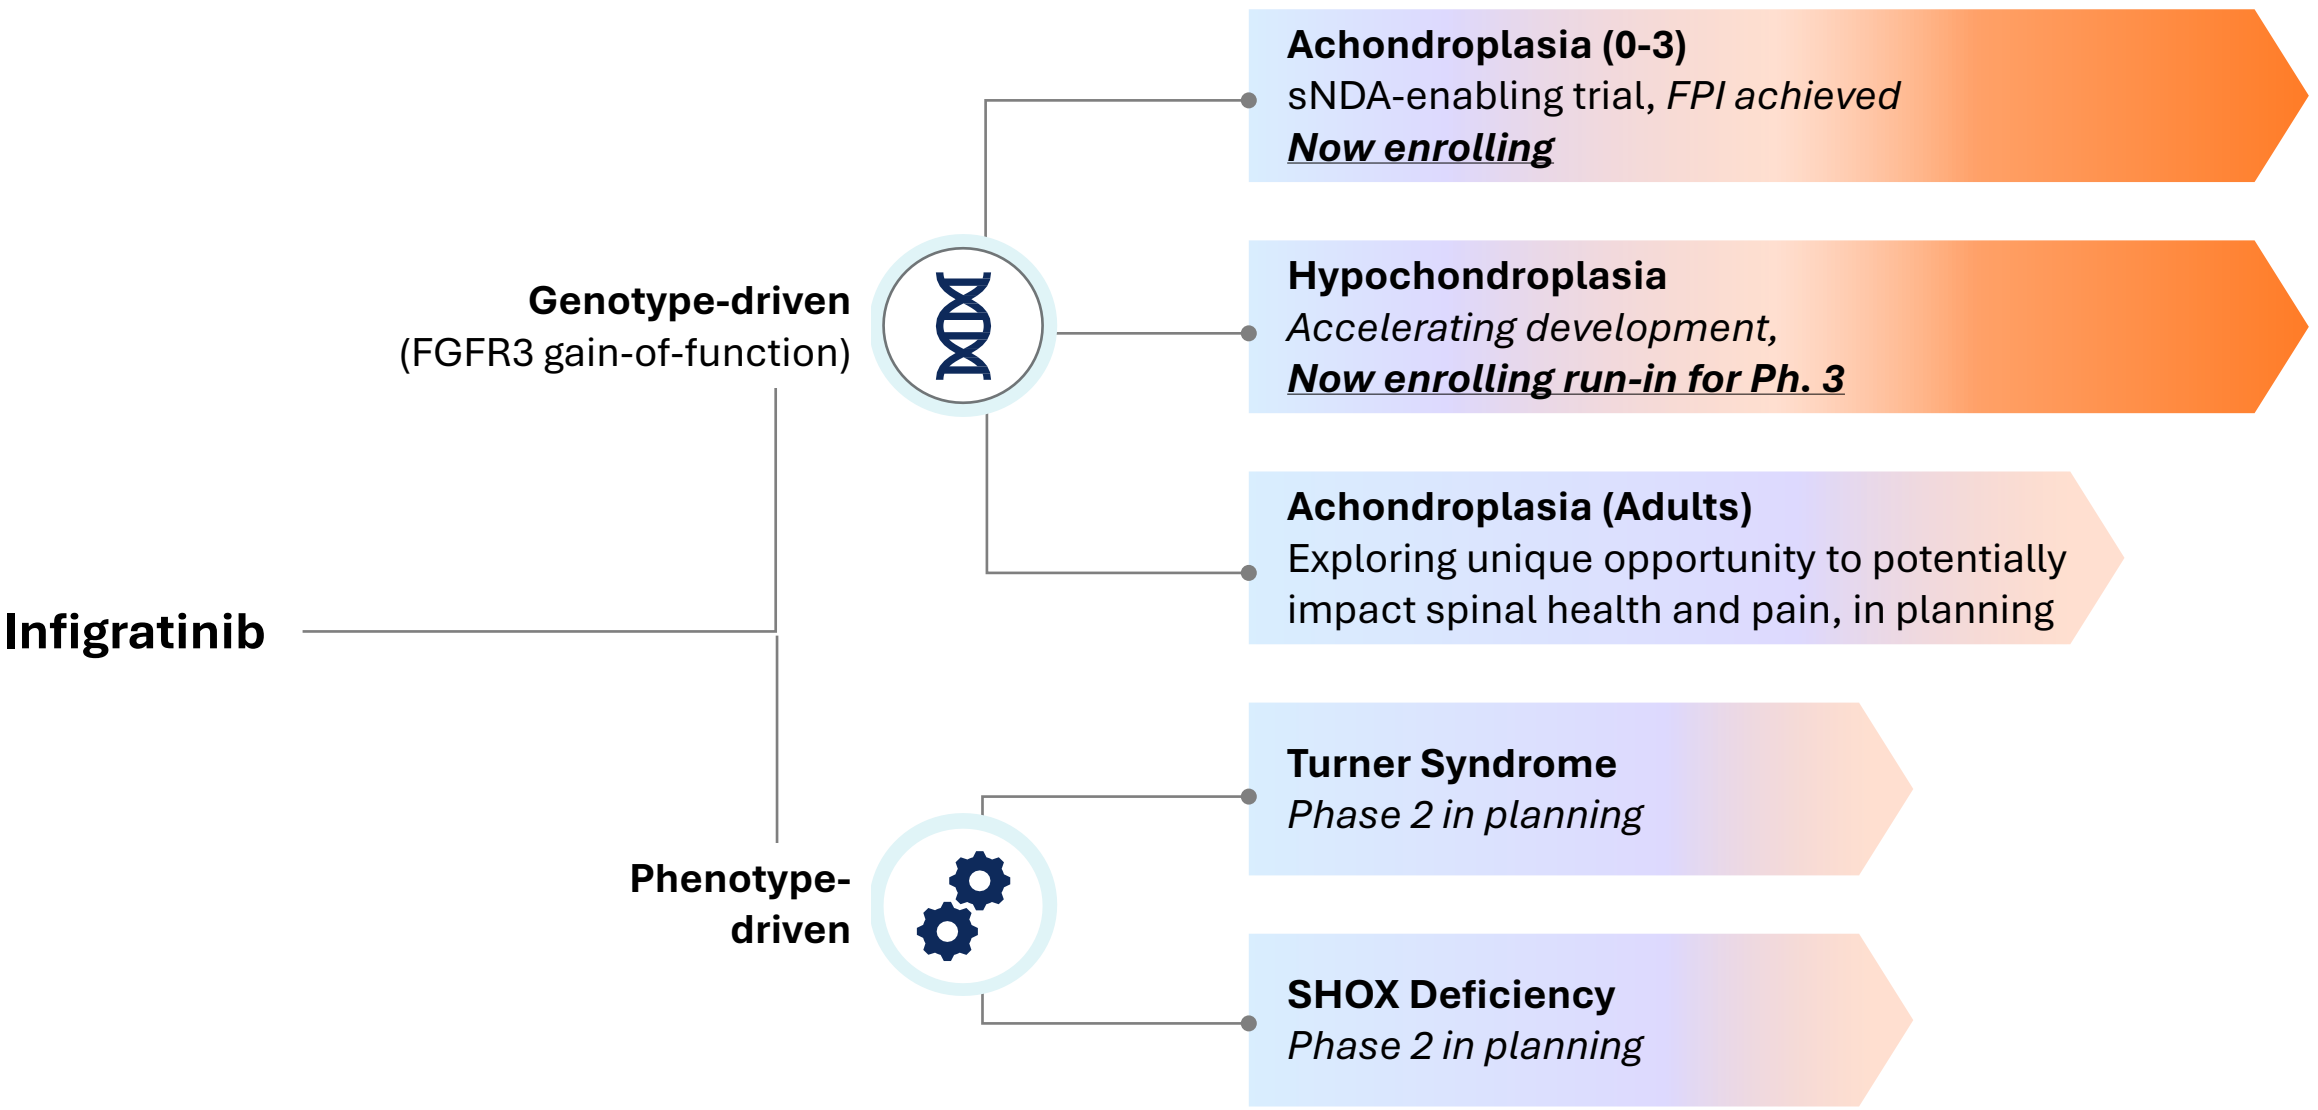 Infigratinib
Genotype-driven
(FGFR3 gain-of-function)
Achondroplasia (0-3)
sNDA-enabling trial, FPI achieved
Now enrolling
Hypochondroplasia
Accelerating development,
Now enrolling run-in for Ph. 3
Achondroplasia (Adults)
Exploring unique opportunity to potentially
impact spinal health and pain, in planning
Phenotype-
driven
Turner Syndrome
Phase 2 in planning
SHOX Deficiency
Phase 2 in planning